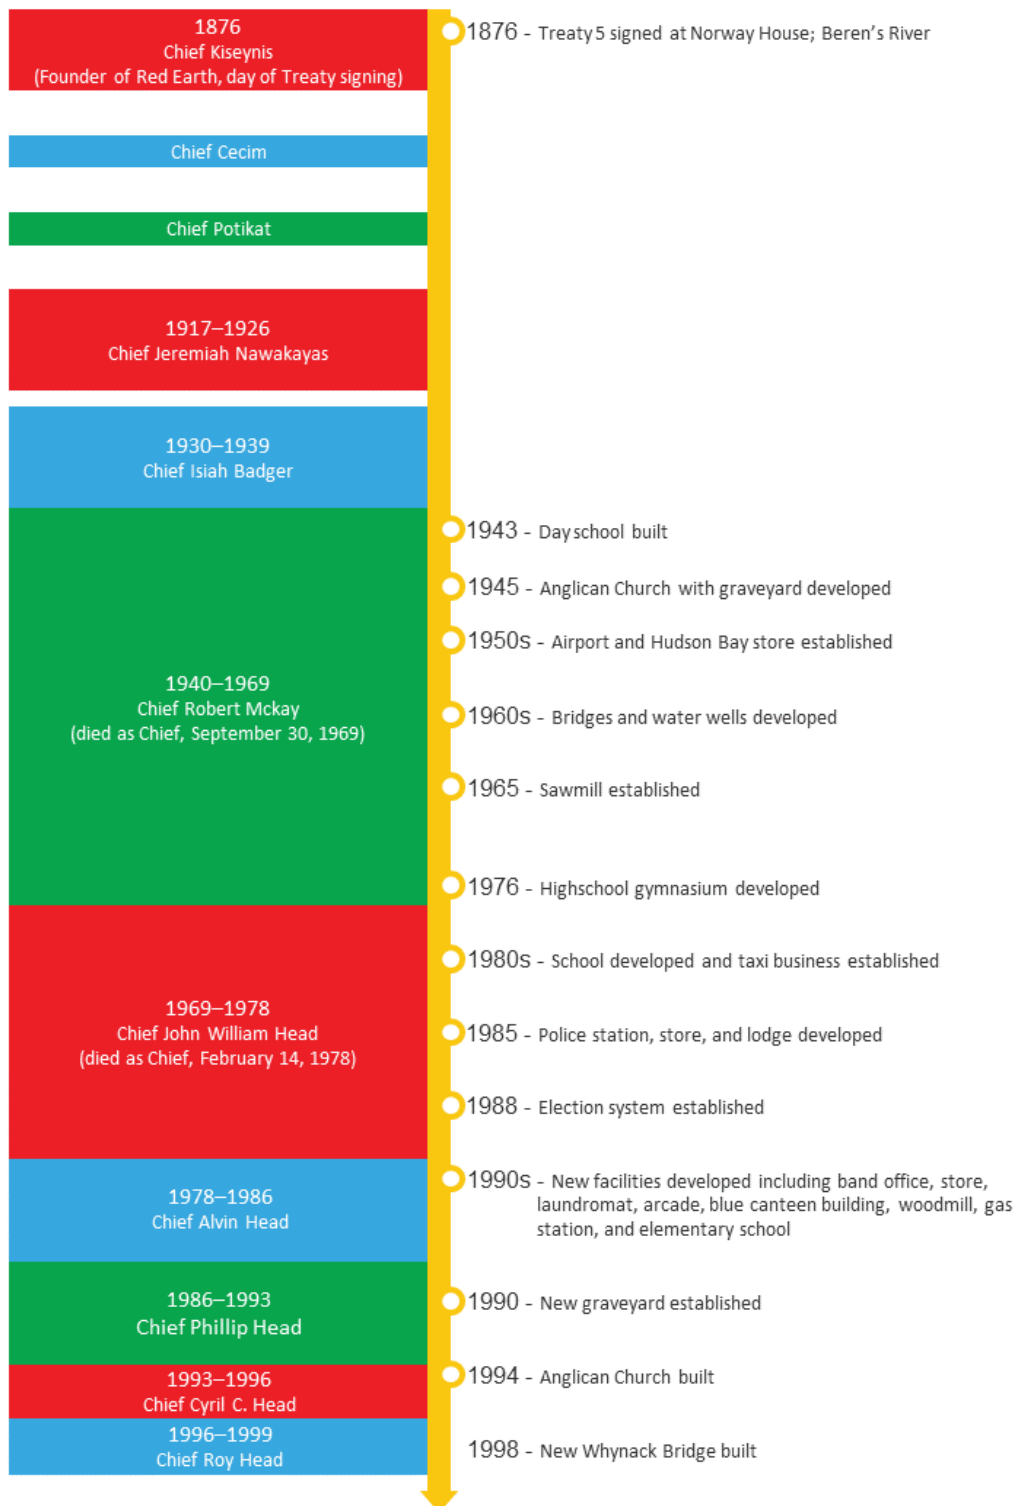 1876
Chief Kiseynis
(Founder of Red Earth, day of Treaty signing)
Chief Cecim
Chief Potikat
1917–1926
Chief Jeremiah Nawakayas
1930–1939
Chief Isiah Badger
1940–1969
Chief Robert Mckay
(died as Chief, September 30, 1969)
1969–1978
Chief John William Head
(died as Chief, February 14, 1978)
1978–1986
Chief Alvin Head
1986–1993
Chief Phillip Head
1993–1996
Chief Cyril C. Head
1996–1999
Chief Roy Head
1876 - Treaty 5 signed at Norway House; Beren’s River
1943 - Day school built
1945 - Anglican Church with graveyard developed
1950s - Airport and Hudson Bay store established
1960s - Bridges and water wells developed
1965 - Sawmill established
1976 - Highschool gymnasium developed
1980s - School developed and taxi business established
1985 - Police station, store, and lodge developed
1988 - Election system established
1990s - New facilities developed including band office, store,
laundromat, arcade, blue canteen building, woodmill, gas
station, and elementary school
1990 - New graveyard established
1994 - Anglican Church built
1998 - New Whynack Bridge built